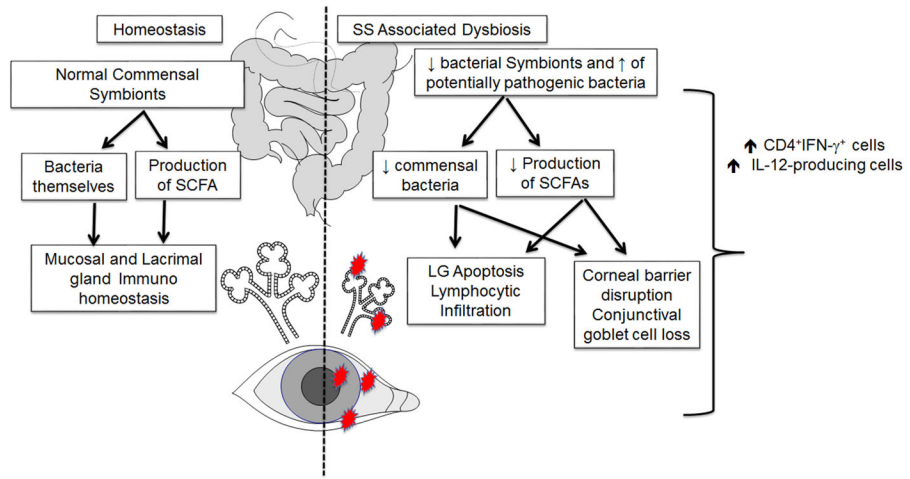 Homeostasis
Normal Commensal
Symbionts
Bacteria
themselves
Production
of SCFA
Mucosal and Lacrimal
gland Immuno
homeostasis
SS Associated Dysbiosis
↓ bacterial Symbionts and ↑ of
potentially pathogenic bacteria
↓ commensal
bacteria
↓ Production
of SCFAs
LG Apoptosis
Lymphocytic
Infiltration
Corneal barrier
disruption
Conjunctival
goblet cell loss
↑ CD4⁺IFN-γ⁺ cells
↑ IL-12-producing cells